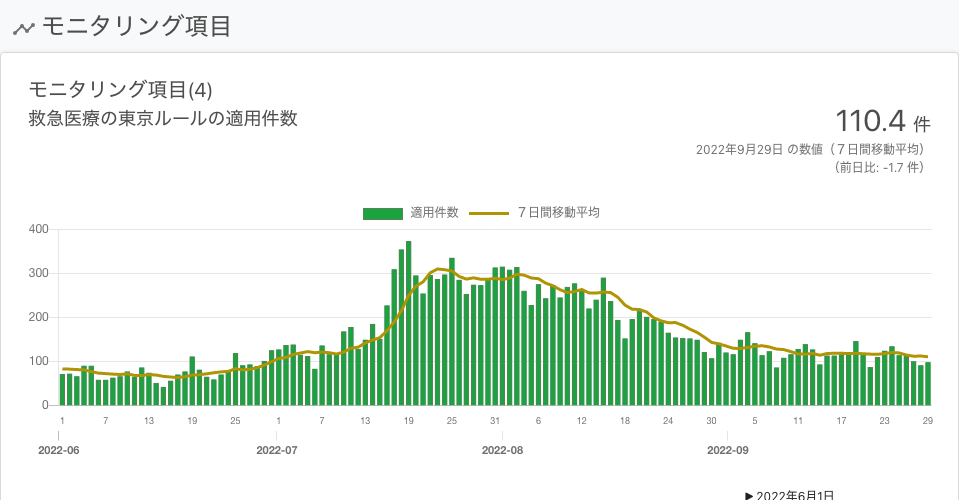 モニタリング項目
モニタリング項目(4)
救急医療の東京ルールの適用件数
110.4 件
2022年9月29日 の数値（７日間移動平均）
（前日比: -1.7 件）
適用件数 ７日間移動平均
400
300
200
100
0
1 7 13 19 25 1 7 13 19 25 31 6 12 18 24 30 5 11 17 23 29
2022-06 2022-07 2022-08 2022-09
▶ 2022年6月1日